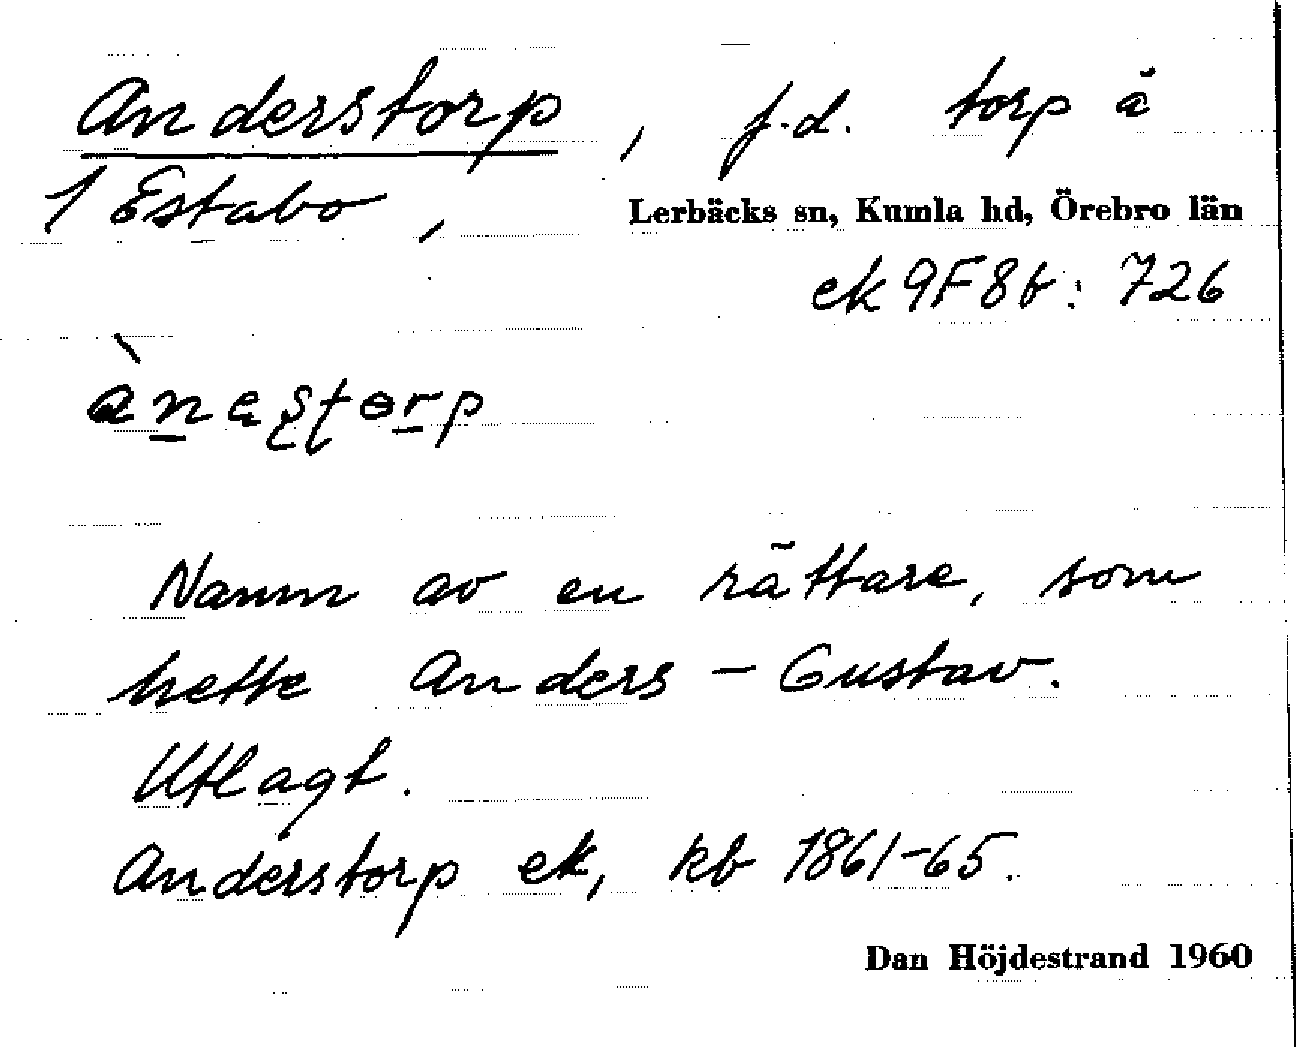 Anderstorp, f.d. torp å
1 Estabo, Lerbäcks sn, Kumla hd, Örebro län
ek 9F8b: 726
Namn av en rättare, som
hette Anders-Gustav.
Utlagt.
Anderstorp ek, kb 1861-65.
Dan Höjdestrand 1960